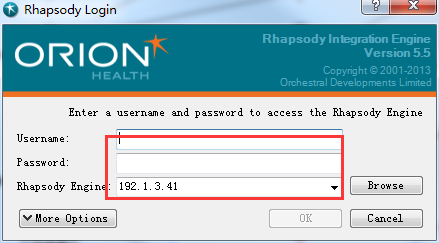 Rhapsody Login
?
ORION
HEALTH
Rhapsody Integration Engine
Version 5.5
Copyright © 2001-2013
Orchestral Developments Limited
Enter a username and password to access the Rhapsody Engine
Username:
Password:
Rhapsody Engine: 192.1.3.41 Browse
More Options OK Cancel